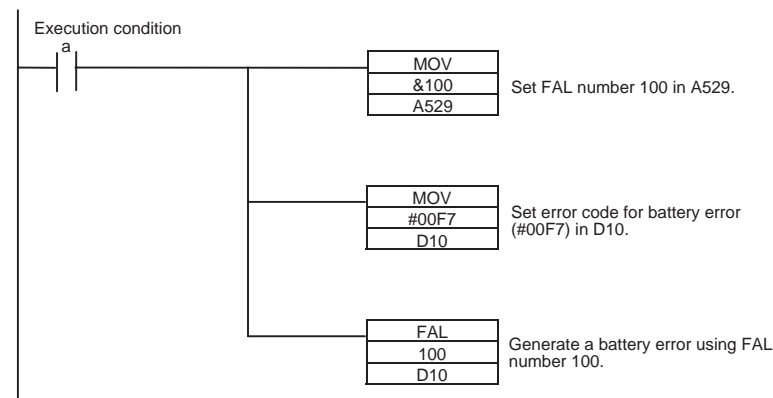 Execution condition
a
MOV
&100
A529
Set FAL number 100 in A529.
MOV
#00F7
D10
Set error code for battery error
(#00F7) in D10.
FAL
100
D10
Generate a battery error using FAL
number 100.